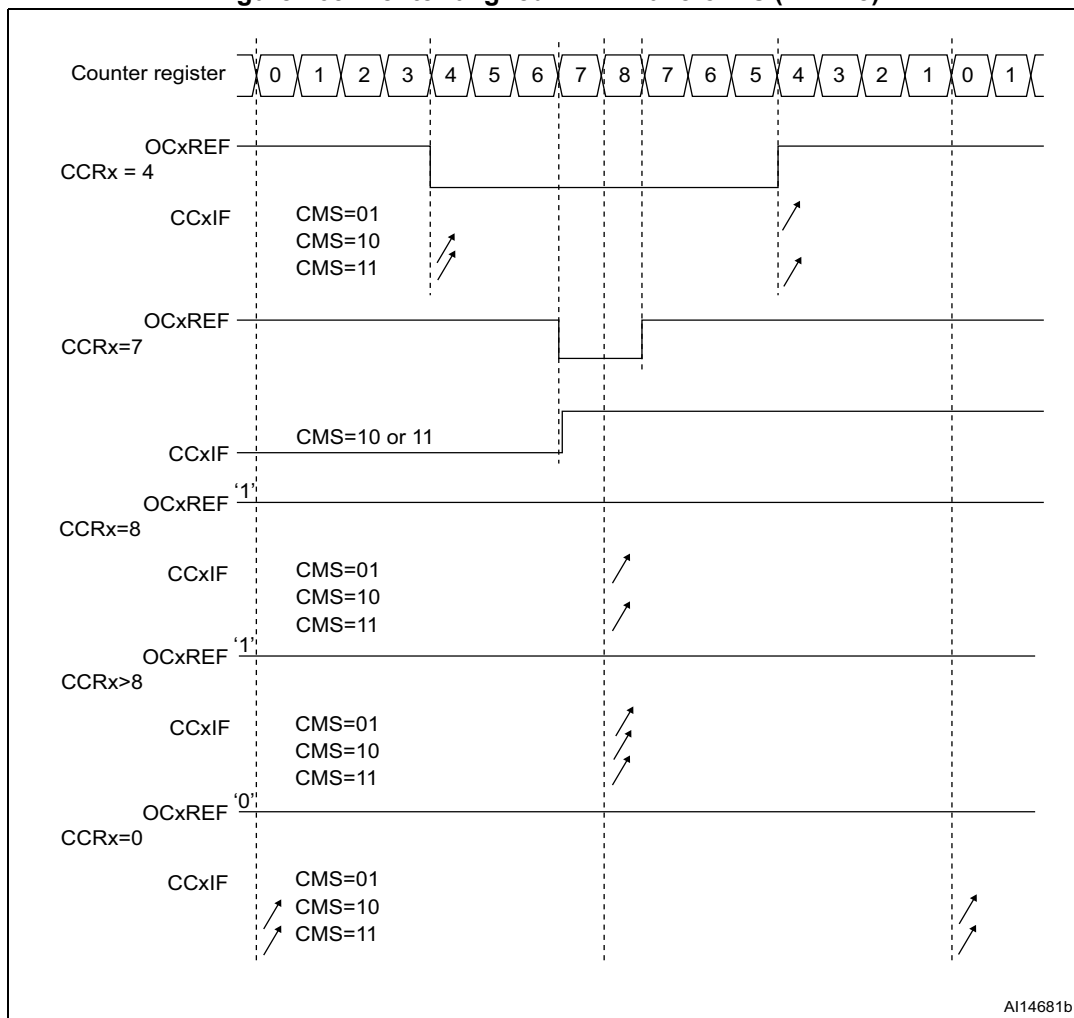 Counter register 0 1 2 3 4 5 6 7 8 7 6 5 4 3 2 1 0 1
OCxREF
CCRx = 4
CCxIF
CMS=01
CMS=10
CMS=11
OCxREF
CCRx=7
CMS=10 or 11
CCxIF
OCxREF '1'
CCRx=8
CCxIF
CMS=01
CMS=10
CMS=11
OCxREF '1'
CCRx>8
CCxIF
CMS=01
CMS=10
CMS=11
OCxREF '0'
CCRx=0
CCxIF
CMS=01
CMS=10
CMS=11
AI14681b